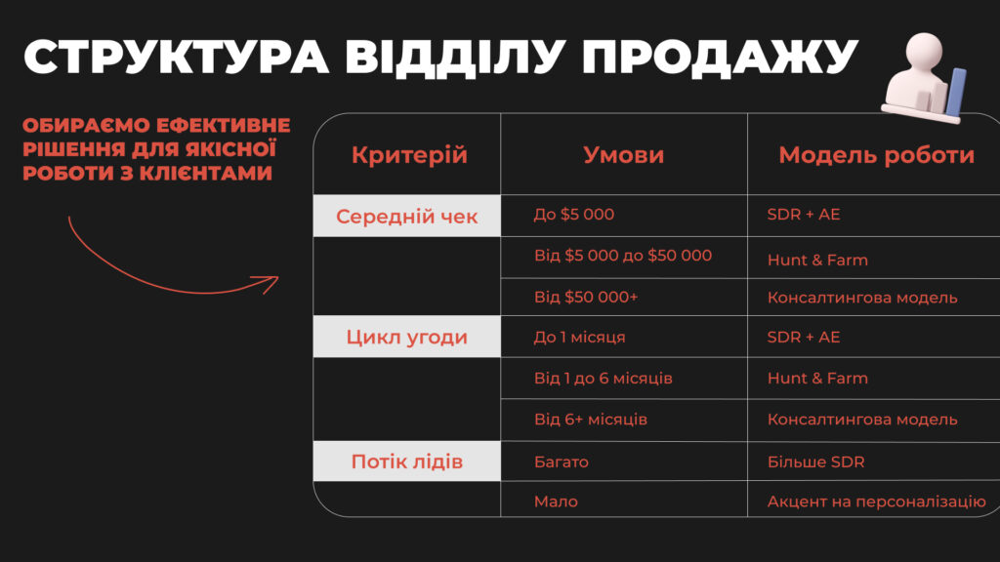 СТРУКТУРА ВІДДІЛУ ПРОДАЖУ
ОБИРАЄМО ЕФЕКТИВНЕ
РІШЕННЯ ДЛЯ ЯКІСНОЇ
РОБОТИ З КЛІЄНТАМИ
Критерій Умови Модель роботи
Середній чек До $5 000 SDR + AE
Від $5 000 до $50 000 Hunt & Farm
Від $50 000+ Консалтингова модель
Цикл угоди До 1 місяця SDR + AE
Від 1 до 6 місяців Hunt & Farm
Від 6+ місяців Консалтингова модель
Потік лідів Багато Більше SDR
Мало Акцент на персоналізацію